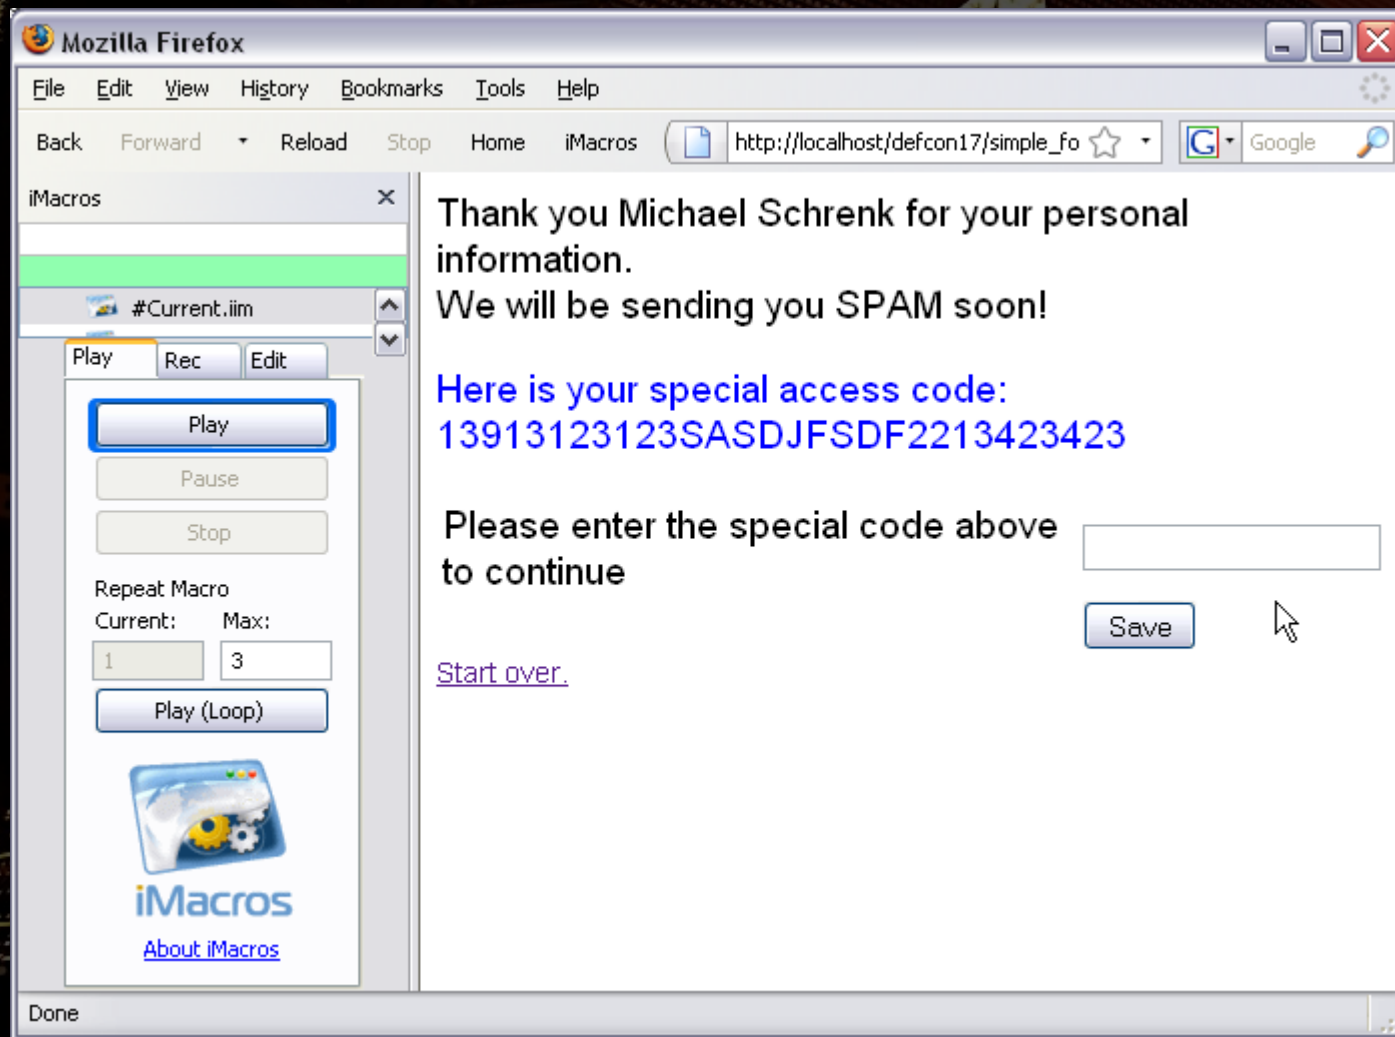 Mozilla Firefox
File Edit View History Bookmarks Tools Help
Back Forward Reload Stop Home iMacros http://localhost/defcon17/simple_fo G Google
iMacros
#Current.iim
Play Rec Edit
Play
Pause
Stop
Repeat Macro
Current: Max:
1 3
Play (Loop)
iMacros
About iMacros
Thank you Michael Schrenk for your personal
information.
We will be sending you SPAM soon!
Here is your special access code:
13913123123SASDJFSDF2213423423
Please enter the special code above
to continue
Save
Start over.
Done